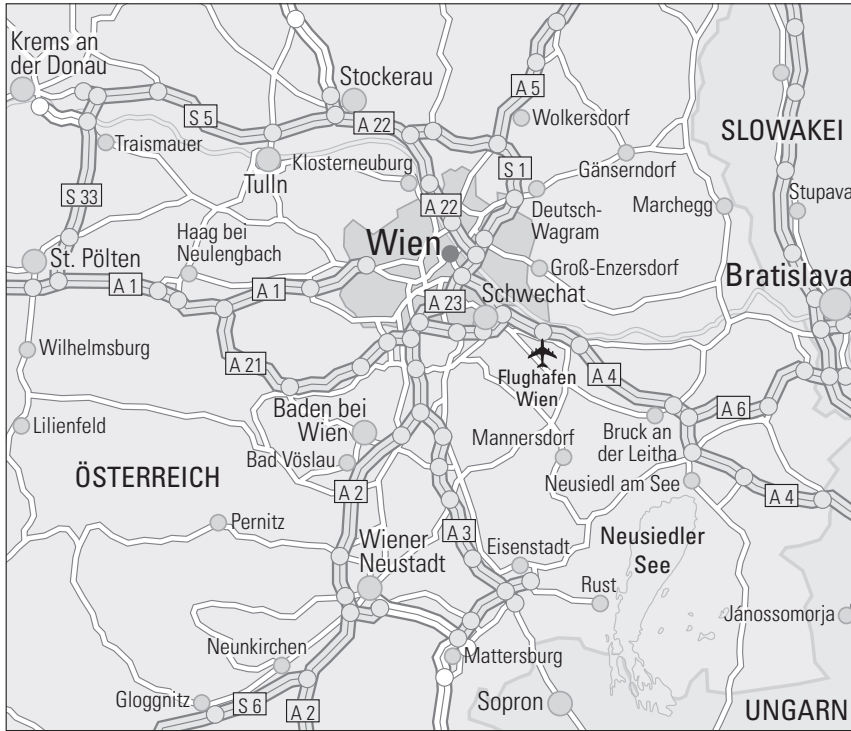 Krems an
der Donau
Stockerau
A 5
S 5
A 22
Wolkersdorf
SLOWAKEI
Traismauer
Tulln
Klosterneuburg
S 1
Gänserndorf
S 33
A 22
Deutsch-
Wagram
Marchegg
Stupava
Haag bei
Neulengbach
Wien
St. Pölten
Groß-Enzersdorf
Bratislava
A 1
A 1
A 23
Schwechat
Wilhelmsburg
A 21
Flughafen
Wien
A 4
A 6
Baden bei
Wien
Lilienfeld
Mannersdorf
Bruck an
der Leitha
Bad Vöslau
ÖSTERREICH
A 2
Neusiedl am See
A 4
Pernitz
Wiener
Neustadt
A 3
Eisenstadt
Neusiedler
See
Rust
Jánossomorja
Neunkirchen
Mattersburg
Gloggnitz
S 6
A 2
Sopron
UNGARN